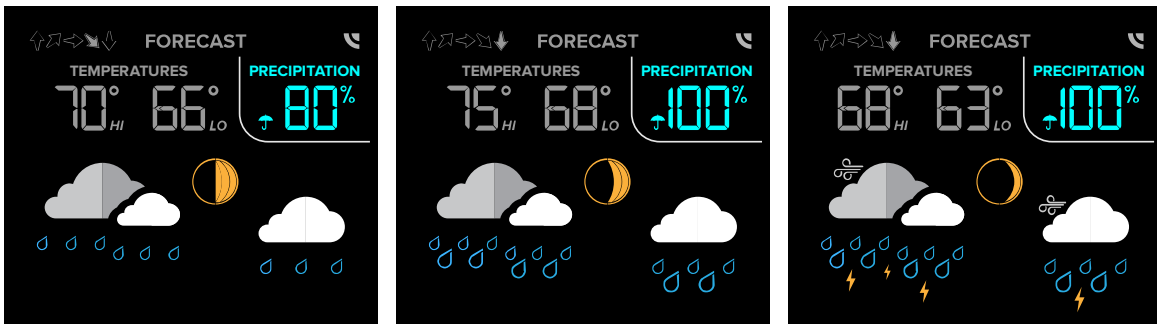 FORECAST
TEMPERATURES PRECIPITATION
70° HI 66° LO 80%
FORECAST
TEMPERATURES PRECIPITATION
75° HI 68° LO 100%
FORECAST
TEMPERATURES PRECIPITATION
68° HI 63° LO 100%